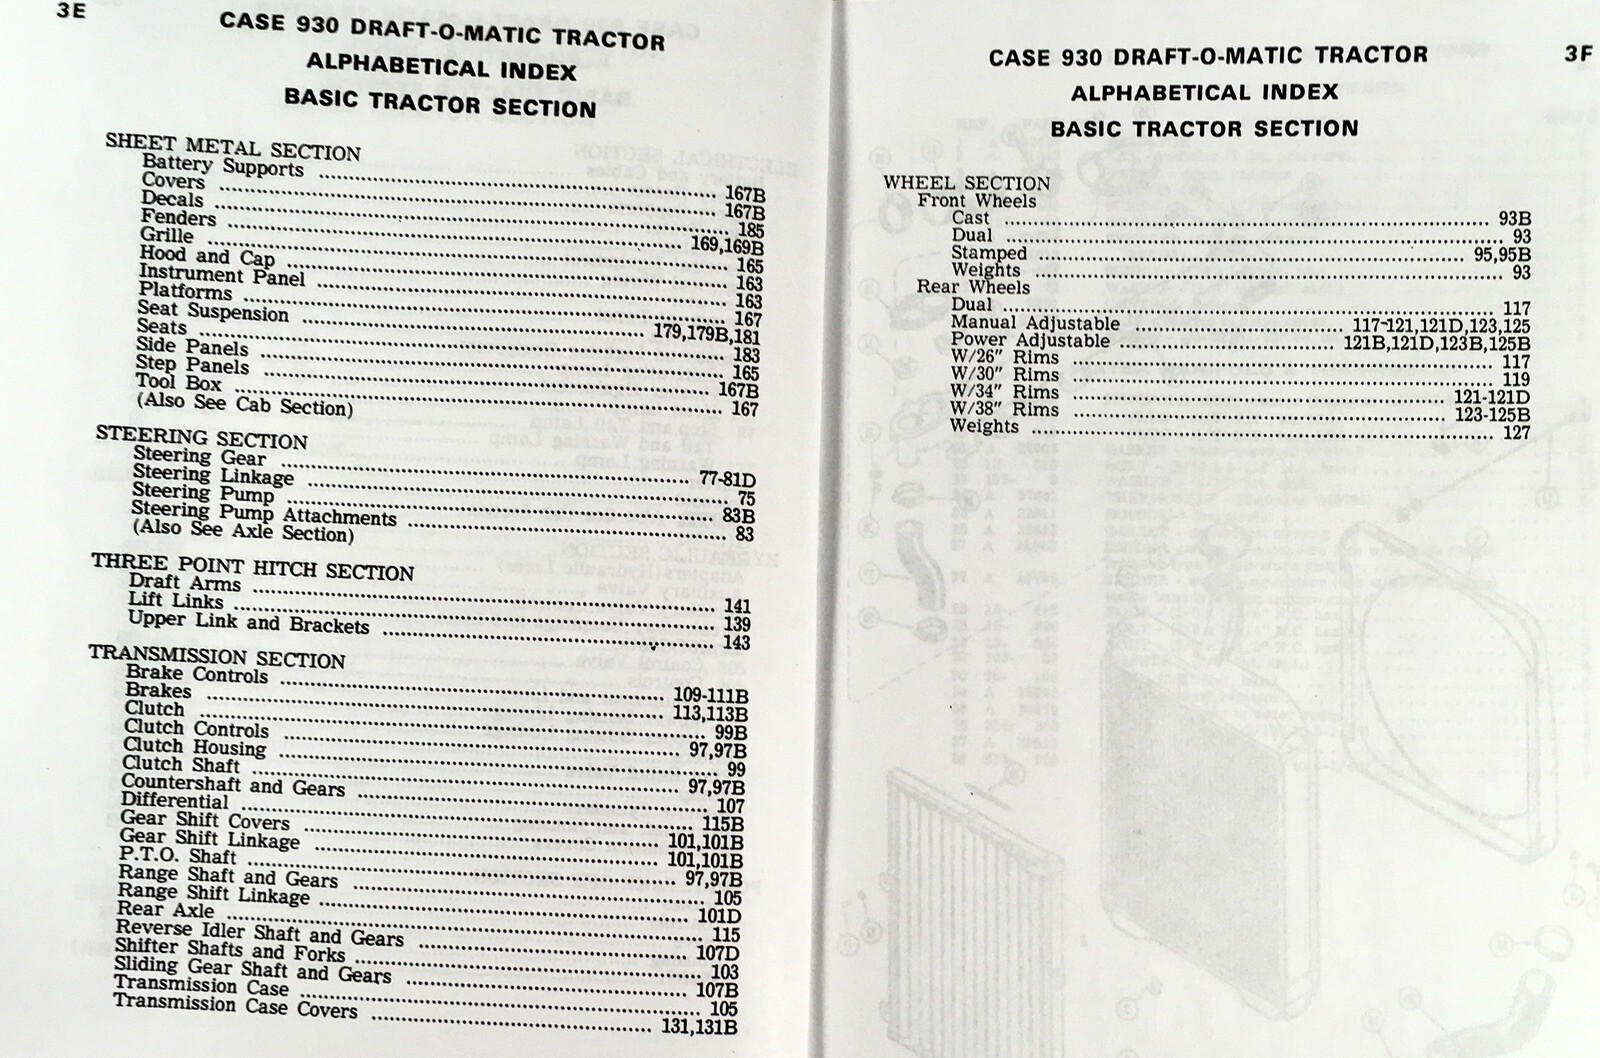 3E
CASE 930 DRAFT-O-MATIC TRACTOR
ALPHABETICAL INDEX
BASIC TRACTOR SECTION
SHEET METAL SECTION
Battery Supports ........ 167B
Covers ........ 167B
Decals ........ 185
Fenders ........ 169,169B
Grille ........ 165
Hood and Cap ........ 163
Instrument Panel ........ 163
Platforms ........ 167
Seat Suspension ........ 179,179B,181
Seats ........ 183
Side Panels ........ 165
Step Panels ........ 167B
Tool Box ........ 167
(Also See Cab Section)
STEERING SECTION
Steering Gear ........ 77-81D
Steering Linkage ........ 75
Steering Pump ........ 83B
Steering Pump Attachments ........ 83
(Also See Axle Section)
THREE POINT HITCH SECTION
Draft Arms ........ 141
Lift Links ........ 139
Upper Link and Brackets ........ 143
TRANSMISSION SECTION
Brake Controls ........ 109-111B
Brakes ........ 113,113B
Clutch ........ 99B
Clutch Controls ........ 97,97B
Clutch Housing ........ 99
Clutch Shaft ........ 97,97B
Countershaft and Gears ........ 107
Differential ........ 115B
Gear Shift Covers ........ 101,101B
Gear Shift Linkage ........ 101,101B
P.T.O. Shaft ........ 97,97B
Range Shaft and Gears ........ 105
Range Shift Linkage ........ 101D
Rear Axle ........ 115
Reverse Idler Shaft and Gears ........ 107D
Shifter Shafts and Forks ........ 103
Sliding Gear Shaft and Gears ........ 107B
Transmission Case ........ 105
Transmission Case Covers ........ 131,131B
CASE 930 DRAFT-O-MATIC TRACTOR 3F
ALPHABETICAL INDEX
BASIC TRACTOR SECTION
WHEEL SECTION
Front Wheels
Cast ........ 93B
Dual ........ 93
Stamped ........ 95,95B
Weights ........ 93
Rear Wheels
Dual ........ 117
Manual Adjustable ........ 117-121,121D,123,125
Power Adjustable ........ 121B,121D,123B,125B
W/26" Rims ........ 117
W/30" Rims ........ 119
W/34" Rims ........ 121-121D
W/38" Rims ........ 123-125B
Weights ........ 127